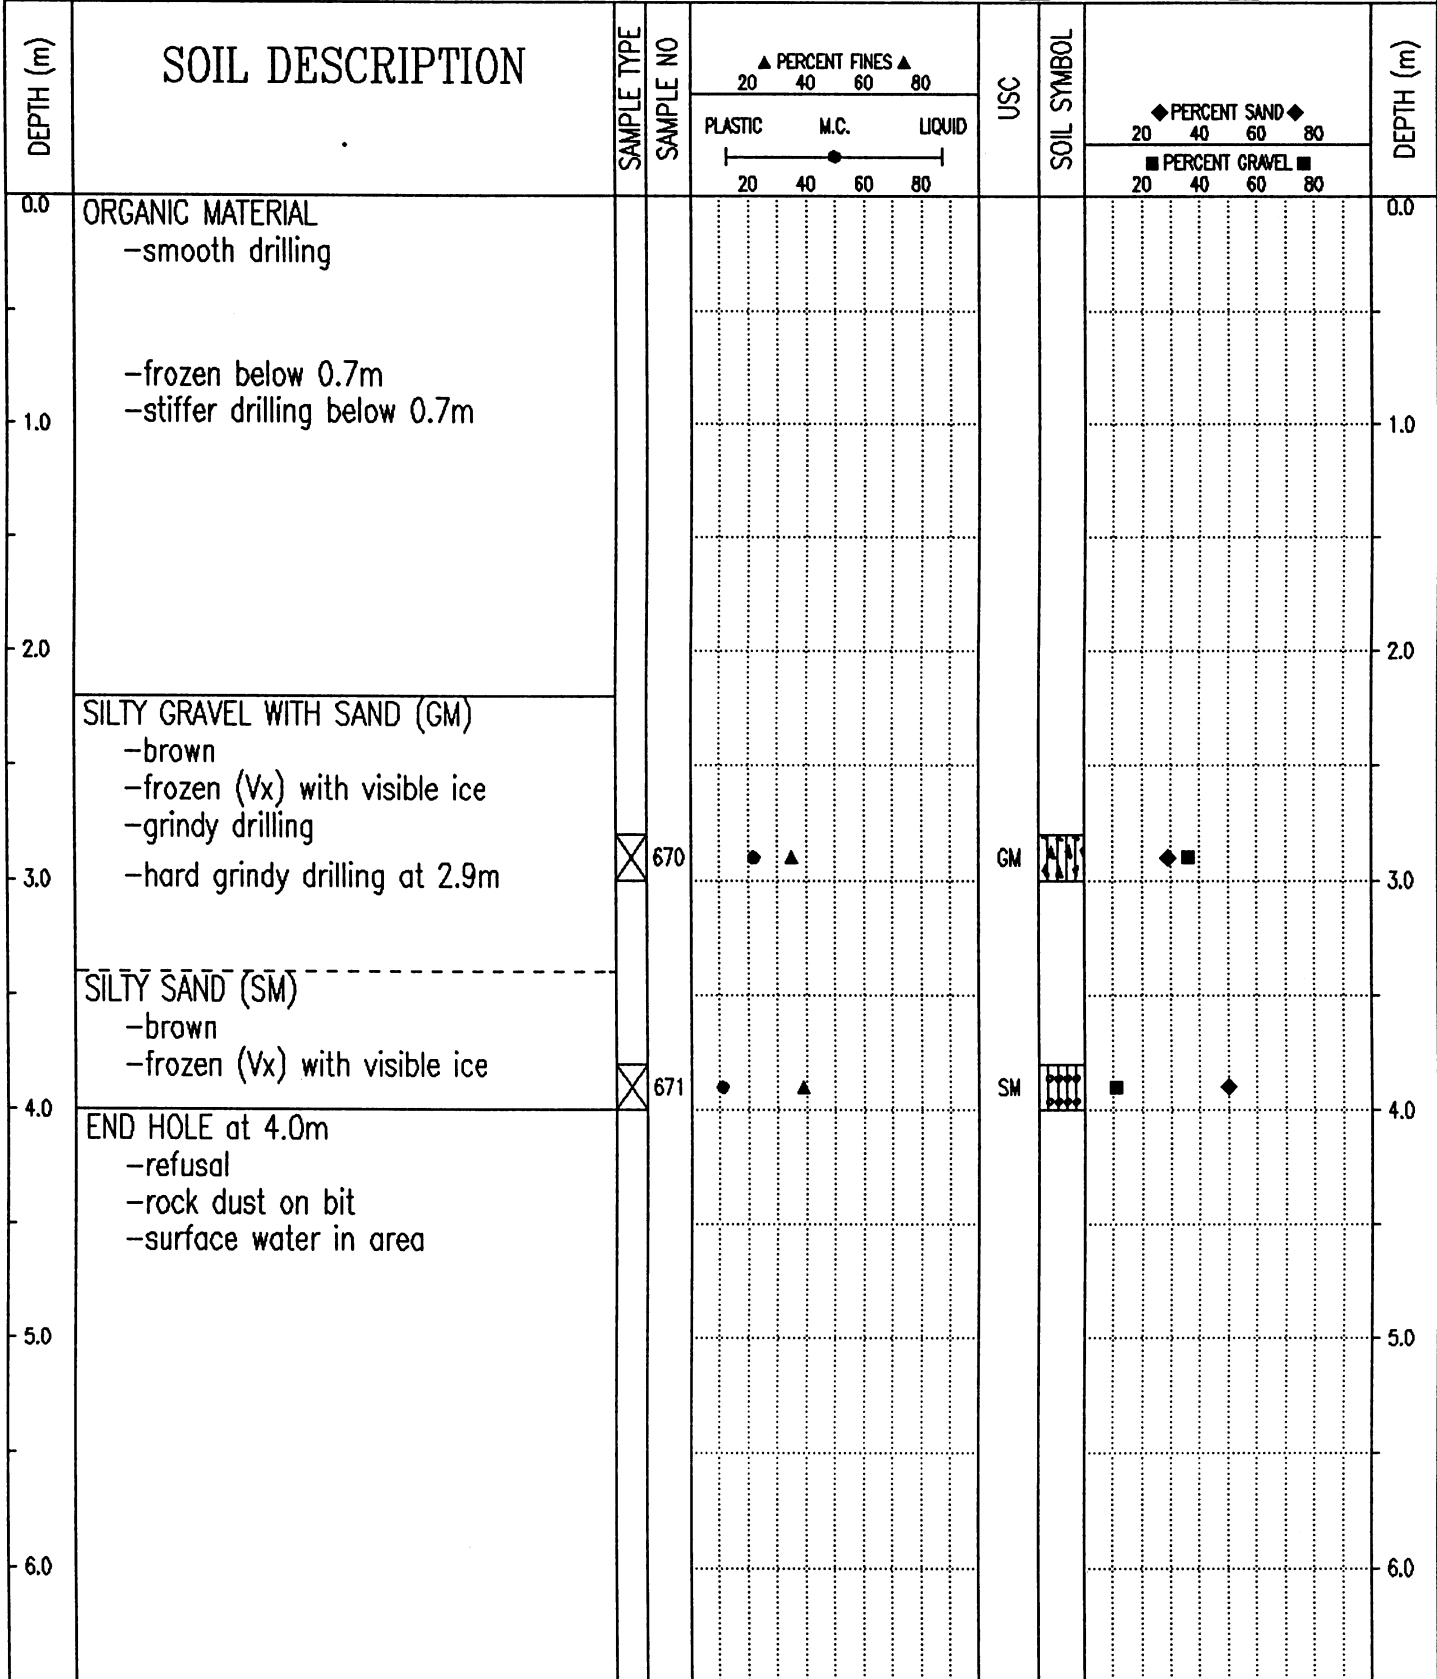 DEPTH (m)
SOIL DESCRIPTION
SAMPLE TYPE
SAMPLE NO
▲ PERCENT FINES ▲
20 40 60 80
PLASTIC M.C. LIQUID
20 40 60 80
USC
SOIL SYMBOL
◆ PERCENT SAND ◆
20 40 60 80
■ PERCENT GRAVEL ■
20 40 60 80
DEPTH (m)
0.0 ORGANIC MATERIAL 0.0
-smooth drilling
-frozen below 0.7m
1.0 -stiffer drilling below 0.7m 1.0
2.0 2.0
SILTY GRAVEL WITH SAND (GM)
-brown
-frozen (Vx) with visible ice
-grindy drilling
670 GM
3.0 -hard grindy drilling at 2.9m 3.0
SILTY SAND (SM)
-brown
-frozen (Vx) with visible ice
671 SM
4.0 4.0
END HOLE at 4.0m
-refusal
-rock dust on bit
-surface water in area
5.0 5.0
6.0 6.0